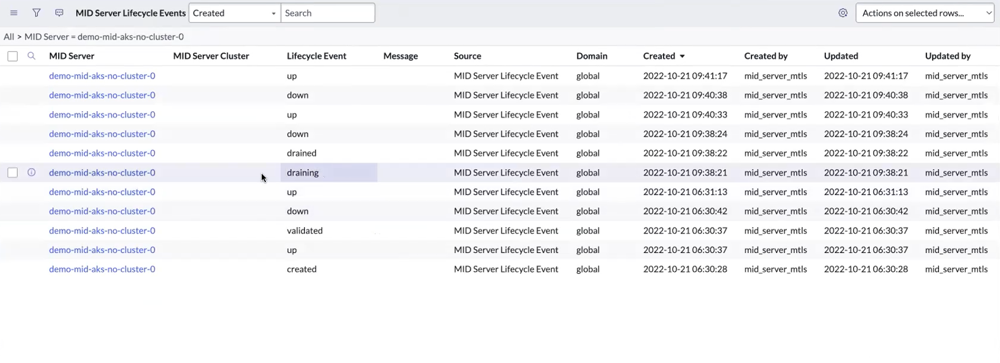 MID Server Lifecycle Events Created Search Actions on selected rows...
All > MID Server = demo-mid-aks-no-cluster-0
MID Server MID Server Cluster Lifecycle Event Message Source Domain Created Created by Updated Updated by
demo-mid-aks-no-cluster-0 up MID Server Lifecycle Event global 2022-10-21 09:41:17 mid_server_mtls 2022-10-21 09:41:17 mid_server_mtls
demo-mid-aks-no-cluster-0 down MID Server Lifecycle Event global 2022-10-21 09:40:38 mid_server_mtls 2022-10-21 09:40:38 mid_server_mtls
demo-mid-aks-no-cluster-0 up MID Server Lifecycle Event global 2022-10-21 09:40:33 mid_server_mtls 2022-10-21 09:40:33 mid_server_mtls
demo-mid-aks-no-cluster-0 down MID Server Lifecycle Event global 2022-10-21 09:38:24 mid_server_mtls 2022-10-21 09:38:24 mid_server_mtls
demo-mid-aks-no-cluster-0 drained MID Server Lifecycle Event global 2022-10-21 09:38:22 mid_server_mtls 2022-10-21 09:38:22 mid_server_mtls
demo-mid-aks-no-cluster-0 draining MID Server Lifecycle Event global 2022-10-21 09:38:21 mid_server_mtls 2022-10-21 09:38:21 mid_server_mtls
demo-mid-aks-no-cluster-0 up MID Server Lifecycle Event global 2022-10-21 06:31:13 mid_server_mtls 2022-10-21 06:31:13 mid_server_mtls
demo-mid-aks-no-cluster-0 down MID Server Lifecycle Event global 2022-10-21 06:30:42 mid_server_mtls 2022-10-21 06:30:42 mid_server_mtls
demo-mid-aks-no-cluster-0 validated MID Server Lifecycle Event global 2022-10-21 06:30:37 mid_server_mtls 2022-10-21 06:30:37 mid_server_mtls
demo-mid-aks-no-cluster-0 up MID Server Lifecycle Event global 2022-10-21 06:30:37 mid_server_mtls 2022-10-21 06:30:37 mid_server_mtls
demo-mid-aks-no-cluster-0 created MID Server Lifecycle Event global 2022-10-21 06:30:28 mid_server_mtls 2022-10-21 06:30:28 mid_server_mtls